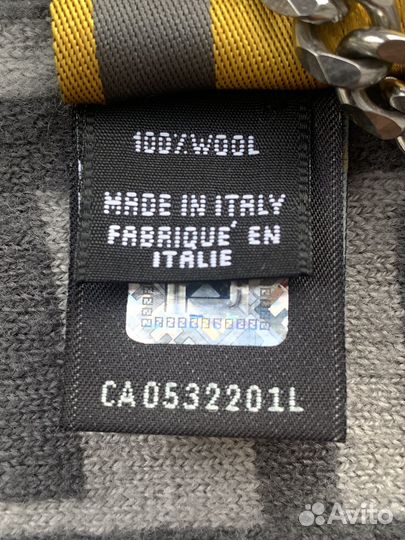 100% WOOL
MADE IN ITALY
FABRIQUE' EN
ITALIE
CA0532201L
Avito